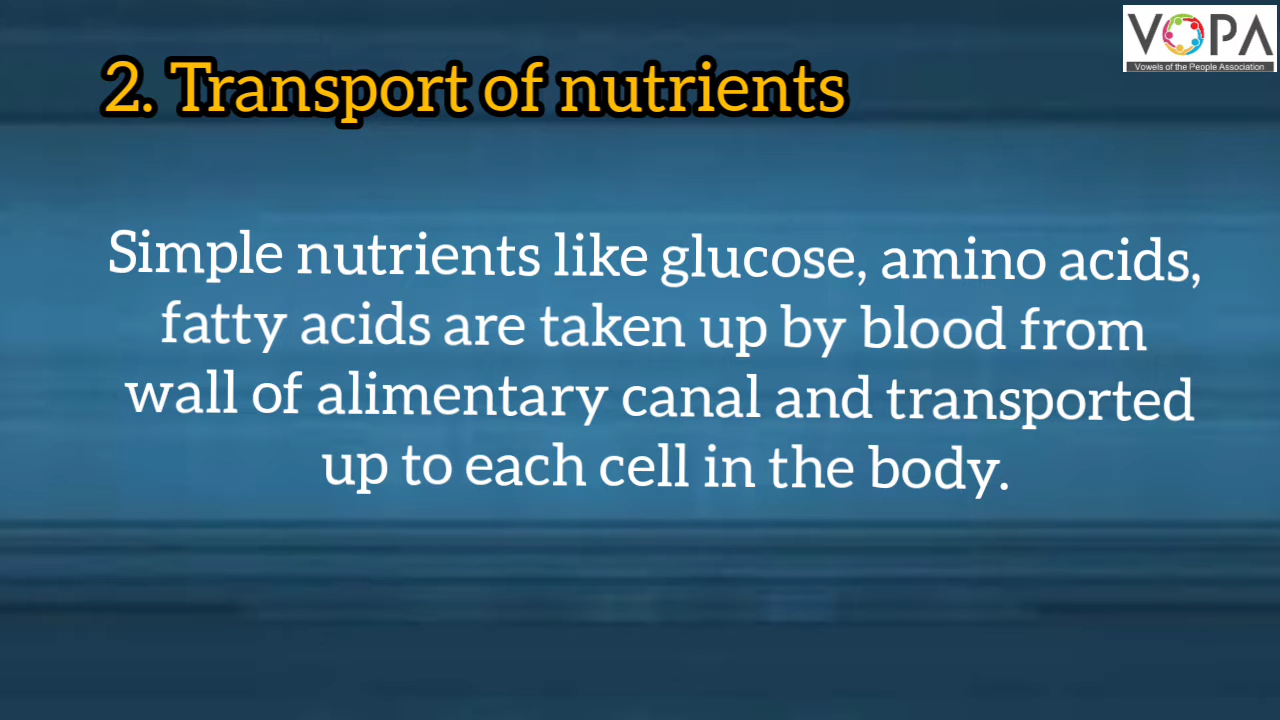 VOPA
Vowels of the People Association
2. Transport of nutrients
Simple nutrients like glucose, amino acids,
fatty acids are taken up by blood from
wall of alimentary canal and transported
up to each cell in the body.